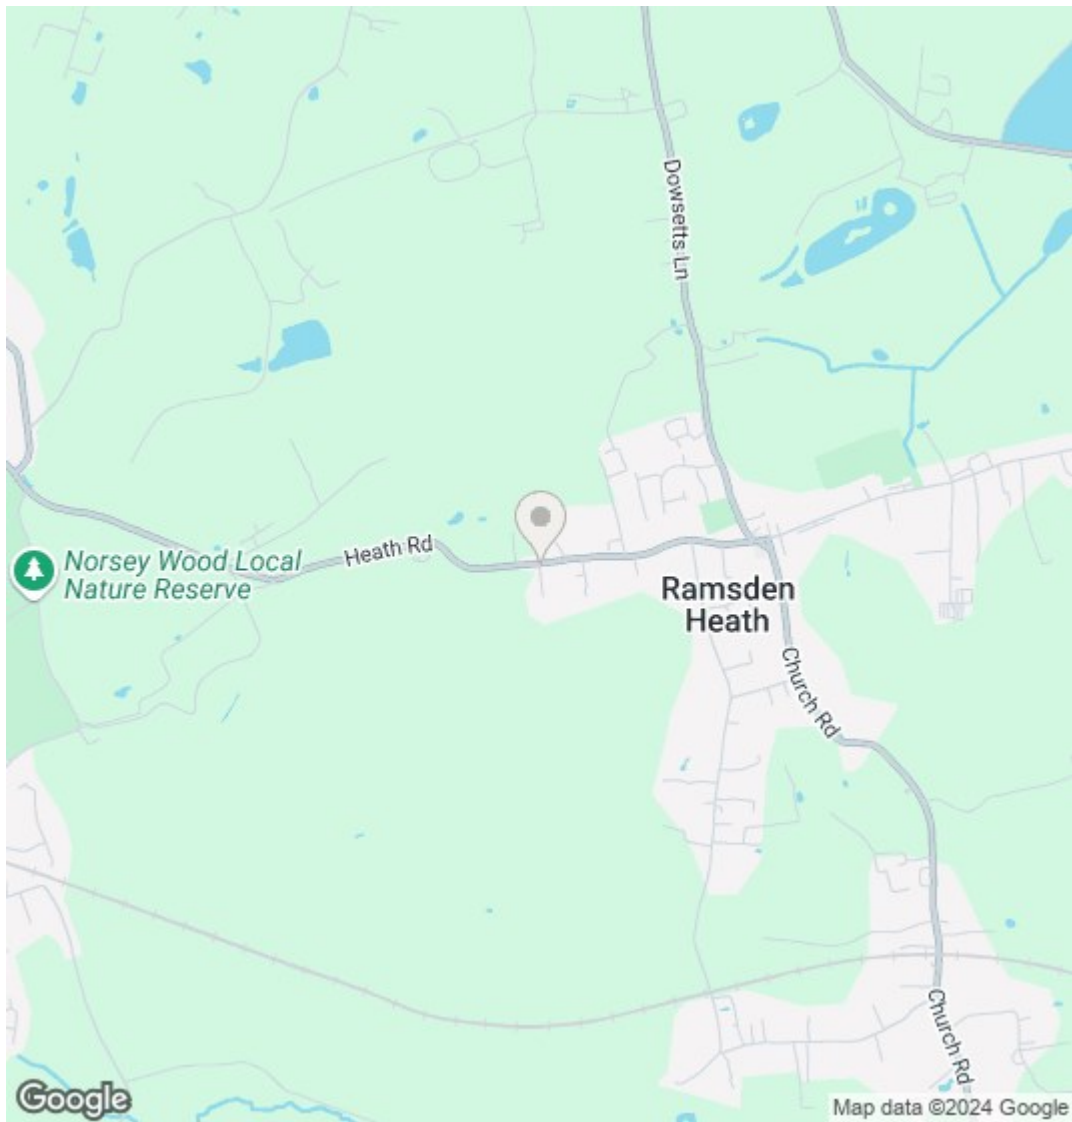 Dowsetts Ln
Heath Rd
Norsey Wood Local
Nature Reserve
Ramsden
Heath
Church Rd
Church Rd
Google
Map data ©2024 Google